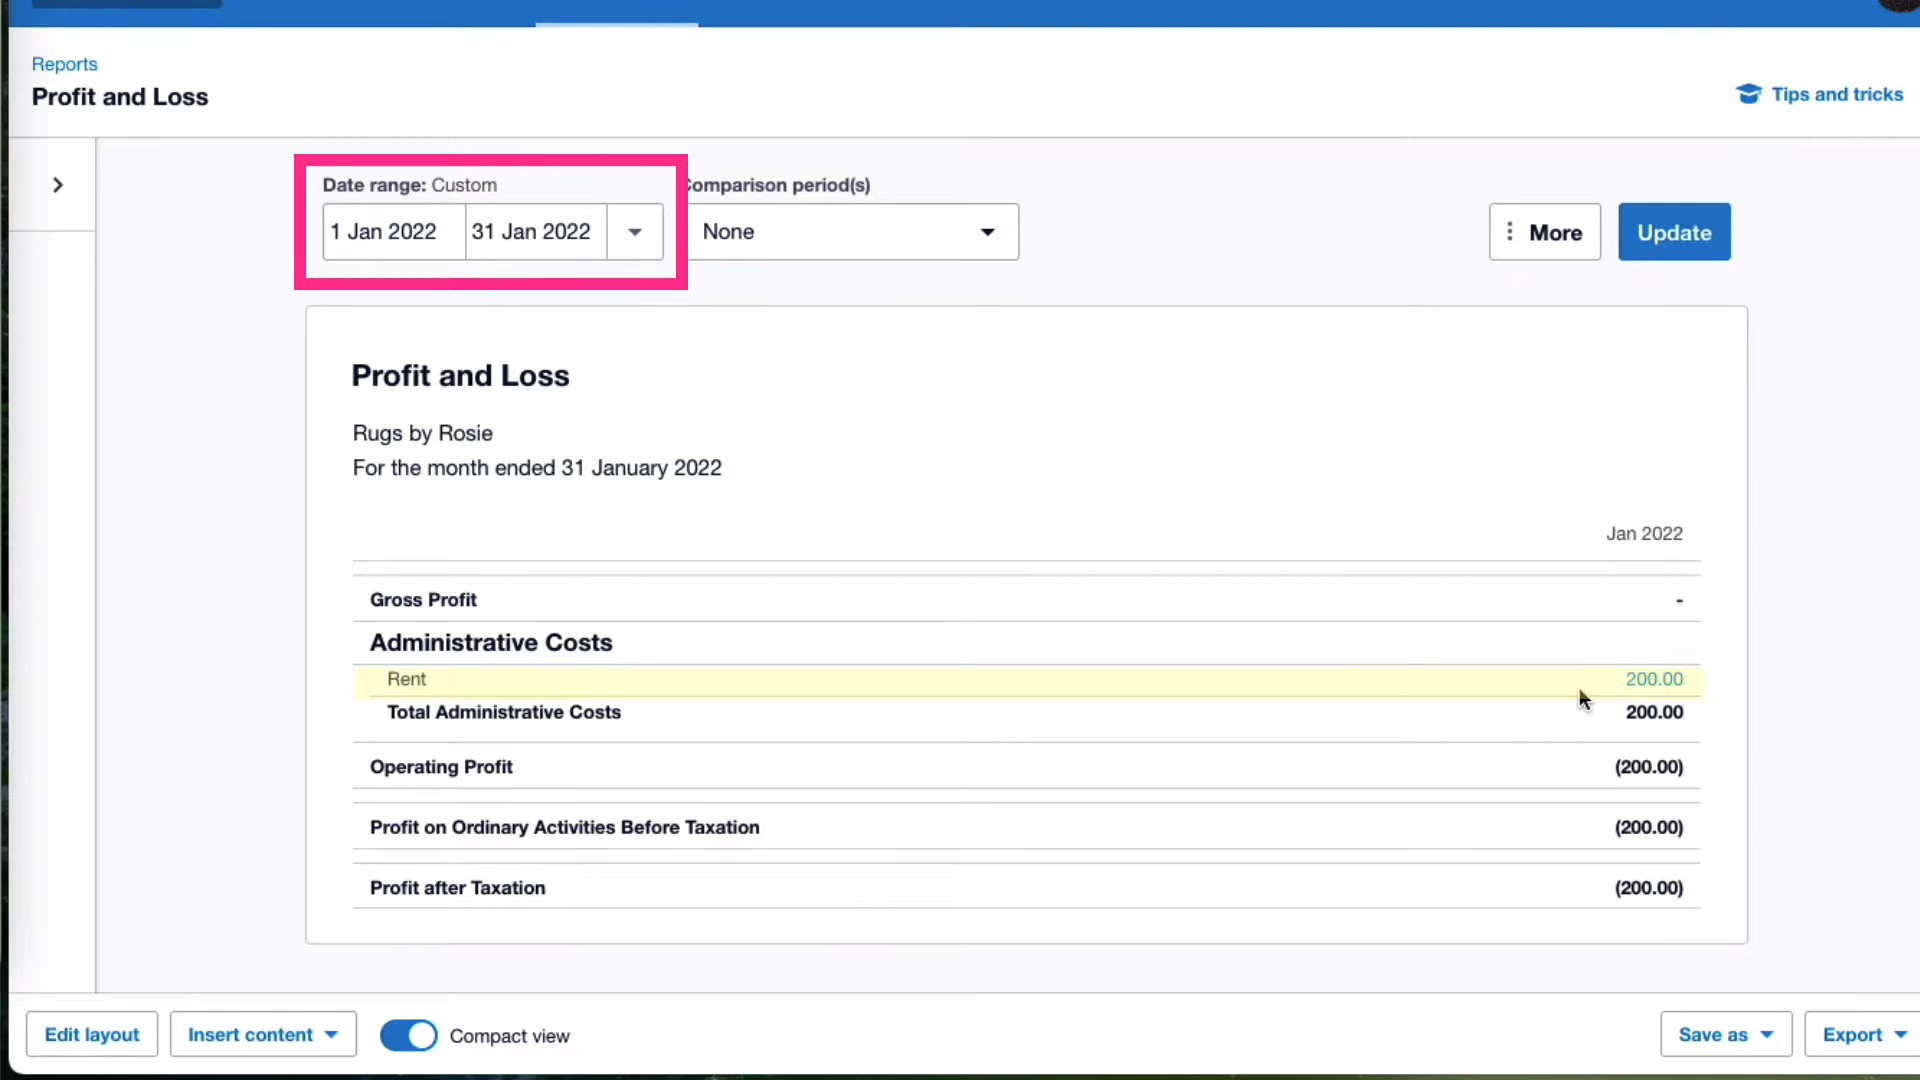 Reports
Profit and Loss
Tips and tricks
Date range: Custom
Comparison period(s)
1 Jan 2022
31 Jan 2022
None
More
Update
Profit and Loss
Rugs by Rosie
For the month ended 31 January 2022
Jan 2022
Gross Profit -
Administrative Costs
Rent 200.00
Total Administrative Costs 200.00
Operating Profit (200.00)
Profit on Ordinary Activities Before Taxation (200.00)
Profit after Taxation (200.00)
Edit layout
Insert content
Compact view
Save as
Export